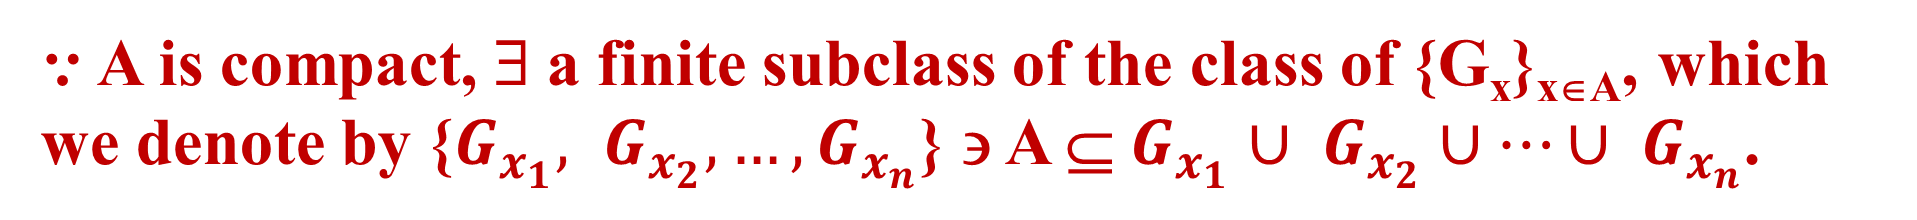 ∵ A is compact, ∃ a finite subclass of the class of {Gₓ}ₓ∈A, which
we denote by {𝑮ₓ₁, 𝑮ₓ₂, … , 𝑮ₓₙ} ∍ A ⊆ 𝑮ₓ₁ ∪ 𝑮ₓ₂ ∪ ⋯ ∪ 𝑮ₓₙ.